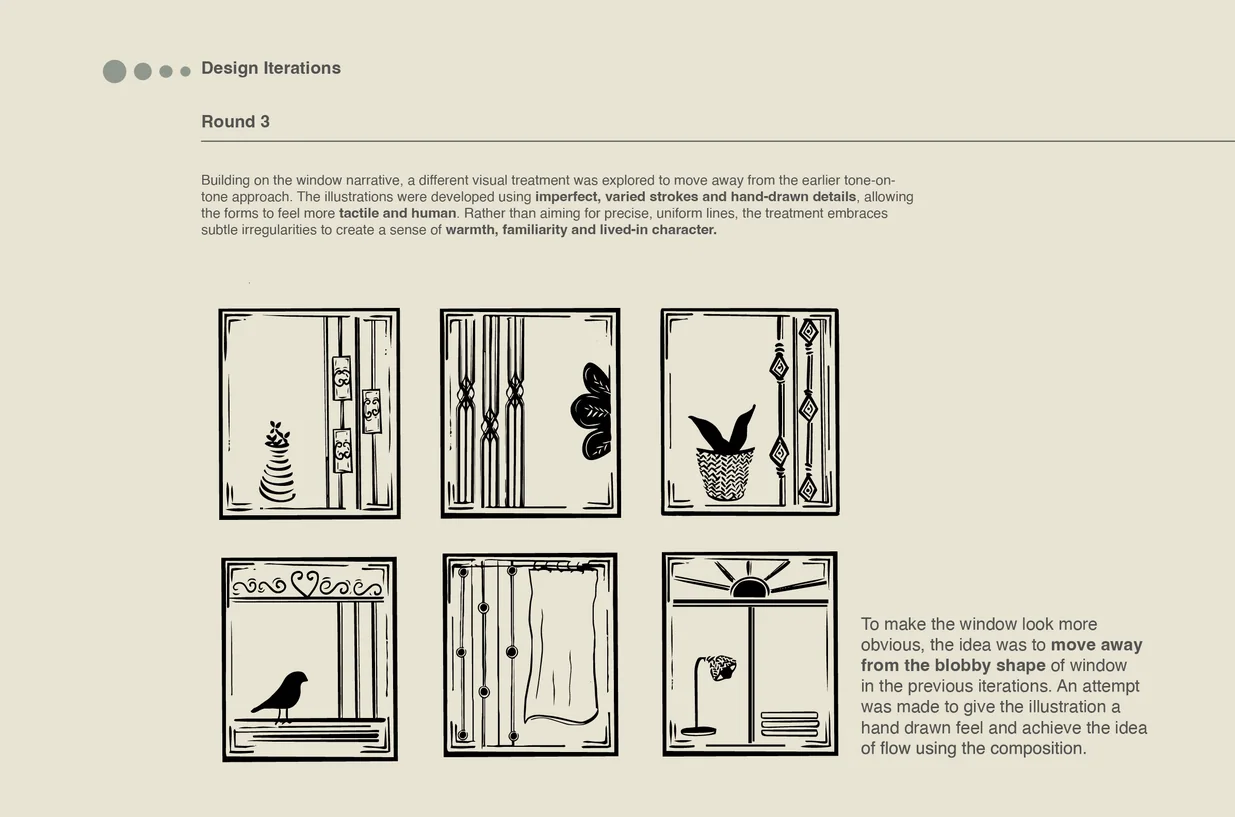 Design Iterations
Round 3
Building on the window narrative, a different visual treatment was explored to move away from the earlier tone-on-
tone approach. The illustrations were developed using imperfect, varied strokes and hand-drawn details, allowing
the forms to feel more tactile and human. Rather than aiming for precise, uniform lines, the treatment embraces
subtle irregularities to create a sense of warmth, familiarity and lived-in character.
To make the window look more
obvious, the idea was to move away
from the blobby shape of window
in the previous iterations. An attempt
was made to give the illustration a
hand drawn feel and achieve the idea
of flow using the composition.